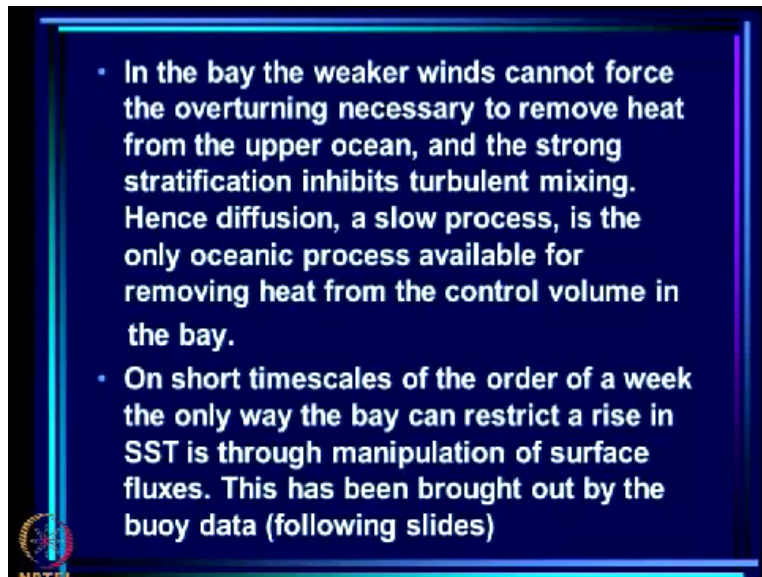 • In the bay the weaker winds cannot force
the overturning necessary to remove heat
from the upper ocean, and the strong
stratification inhibits turbulent mixing.
Hence diffusion, a slow process, is the
only oceanic process available for
removing heat from the control volume in
the bay.
• On short timescales of the order of a week
the only way the bay can restrict a rise in
SST is through manipulation of surface
fluxes. This has been brought out by the
buoy data (following slides)
NPTEL